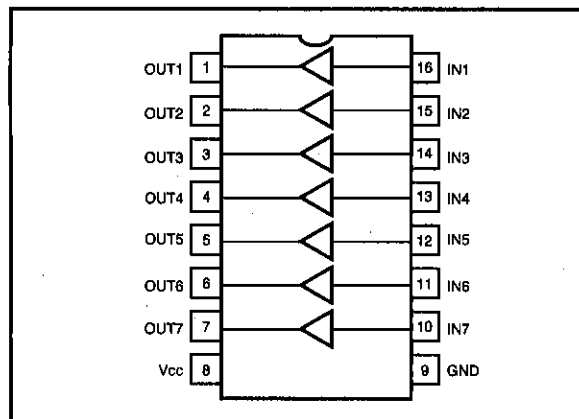 OUT1 1 16 IN1
OUT2 2 15 IN2
OUT3 3 14 IN3
OUT4 4 13 IN4
OUT5 5 12 IN5
OUT6 6 11 IN6
OUT7 7 10 IN7
Vcc 8 9 GND